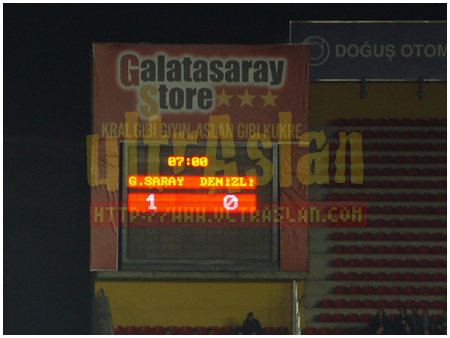 DOĞUŞ OTOM
Galatasaray
Store
KRAL GİBİ GİYİN, ASLAN GİBİ KÜKRE
ultrAslan
07:00
G.SARAY DENİZLİ
1 0
HTTP://WWW.ULTRASLAN.COM